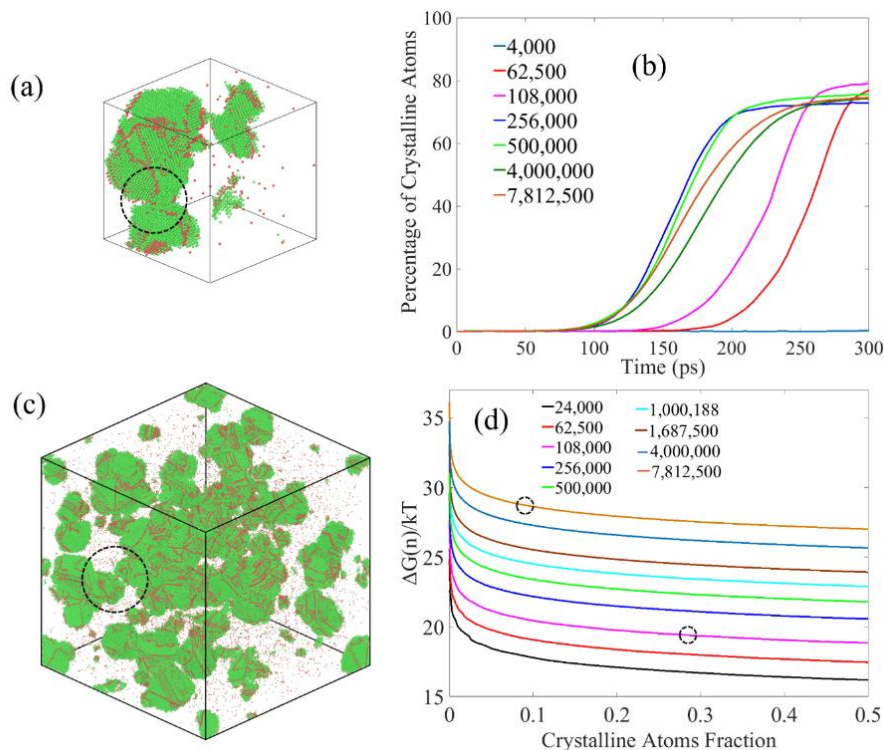 (a)
(b)
100
80
60
40
20
0
Percentage of Crystalline Atoms
4,000
62,500
108,000
256,000
500,000
4,000,000
7,812,500
0 50 100 150 200 250 300
Time (ps)
(c)
(d)
35
30
25
20
15
ΔG(n)/kT
24,000
62,500
108,000
256,000
500,000
1,000,188
1,687,500
4,000,000
7,812,500
0 0.1 0.2 0.3 0.4 0.5
Crystalline Atoms Fraction